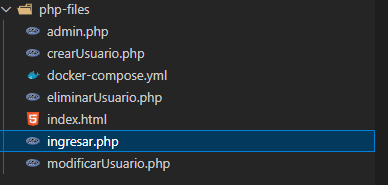 php-files
admin.php
crearUsuario.php
docker-compose.yml
eliminarUsuario.php
index.html
ingresar.php
modificarUsuario.php